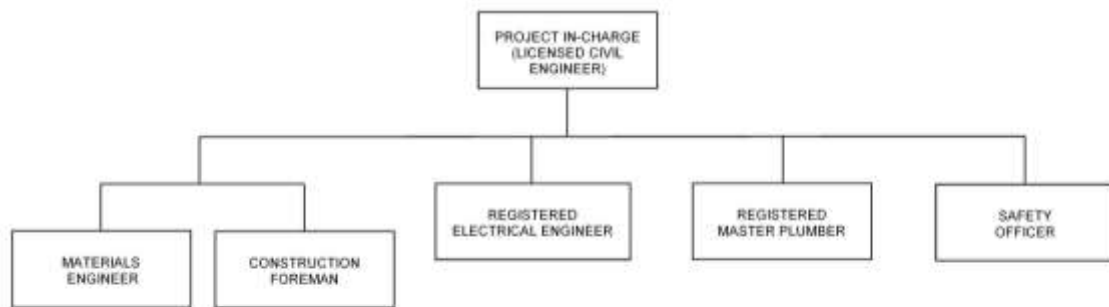 PROJECT IN-CHARGE
(LICENSED CIVIL
ENGINEER)
REGISTERED
ELECTRICAL ENGINEER
REGISTERED
MASTER PLUMBER
SAFETY
OFFICER
MATERIALS
ENGINEER
CONSTRUCTION
FOREMAN